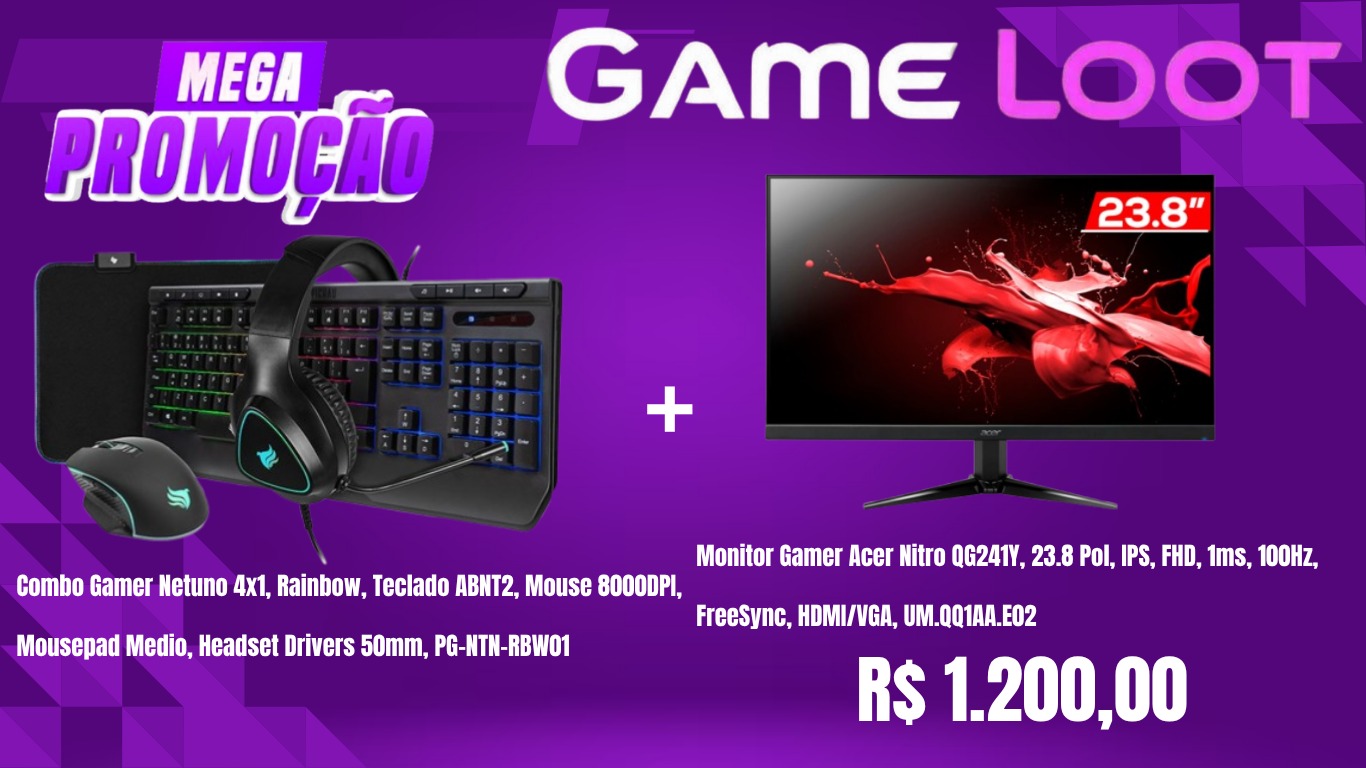 MEGA
PROMOÇÃO
GAME LOOT
23.8”
acer
+
Combo Gamer Netuno 4x1, Rainbow, Teclado ABNT2, Mouse 8000DPI,
Mousepad Medio, Headset Drivers 50mm, PG-NTN-RBW01
Monitor Gamer Acer Nitro QG241Y, 23.8 Pol, IPS, FHD, 1ms, 100Hz,
FreeSync, HDMI/VGA, UM.QQ1AA.E02
R$ 1.200,00